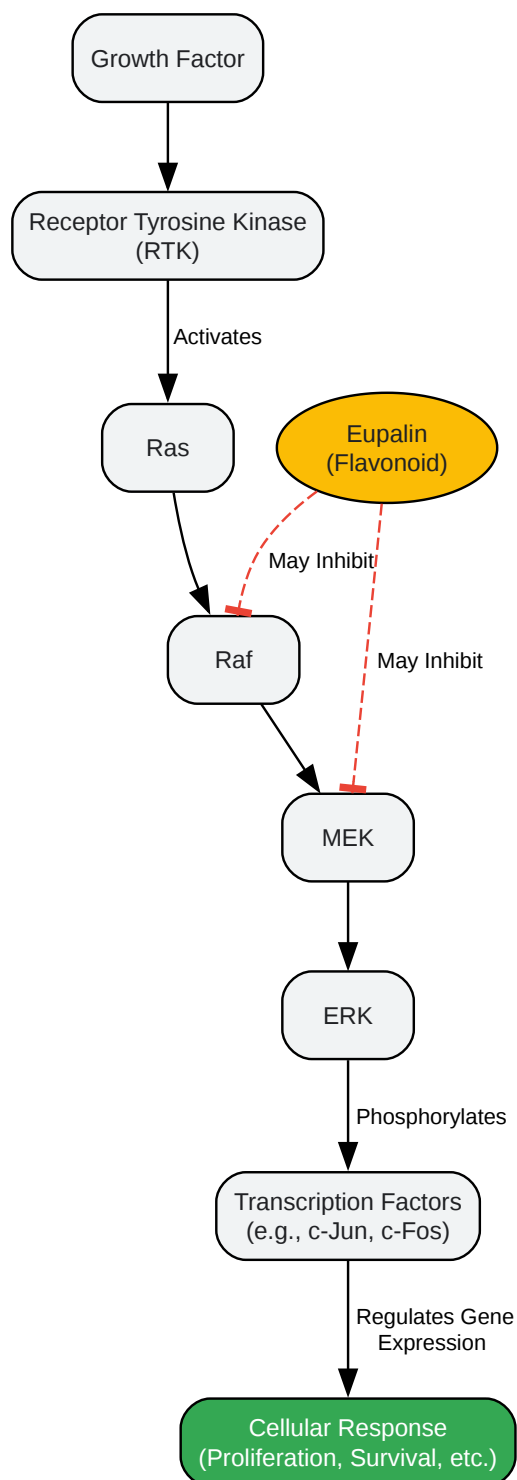 Growth Factor
Receptor Tyrosine Kinase
(RTK)
Activates
Ras
Eupalin
(Flavonoid)
May Inhibit
Raf
May Inhibit
MEK
ERK
Phosphorylates
Transcription Factors
(e.g., c-Jun, c-Fos)
Regulates Gene
Expression
Cellular Response
(Proliferation, Survival, etc.)